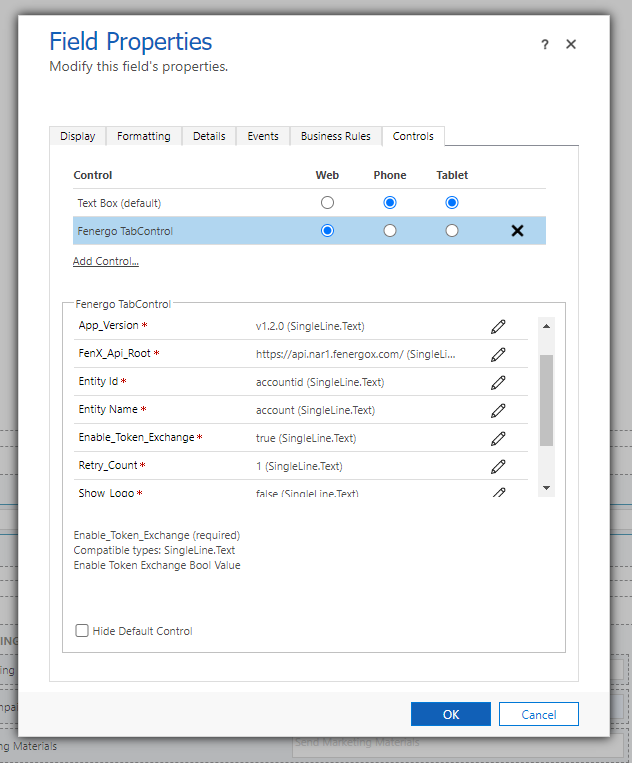 Field Properties
? ✕
Modify this field's properties.
Display Formatting Details Events Business Rules Controls
Control Web Phone Tablet
Text Box (default)
Fenergo TabControl
Add Control...
Fenergo TabControl
App_Version * v1.2.0 (SingleLine.Text)
FenX_Api_Root * https://api.nar1.fenergox.com/ (SingleLi...
Entity Id * accountid (SingleLine.Text)
Entity Name * account (SingleLine.Text)
Enable_Token_Exchange * true (SingleLine.Text)
Retry_Count * 1 (SingleLine.Text)
Show_Logo * false (SingleLine.Text)
Enable_Token_Exchange (required)
Compatible types: SingleLine.Text
Enable Token Exchange Bool Value
Hide Default Control
OK Cancel
ING
ing
mpai
ng Materials Send Marketing Materials